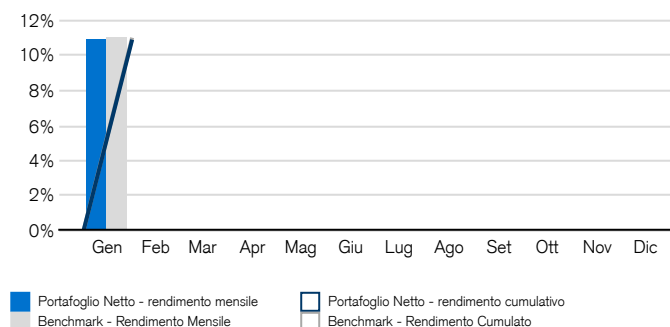 12%
10%
8%
6%
4%
2%
0%
Gen Feb Mar Apr Mag Giu Lug Ago Set Ott Nov Dic
Portafoglio Netto - rendimento mensile
Portafoglio Netto - rendimento cumulativo
Benchmark - Rendimento Mensile
Benchmark - Rendimento Cumulato